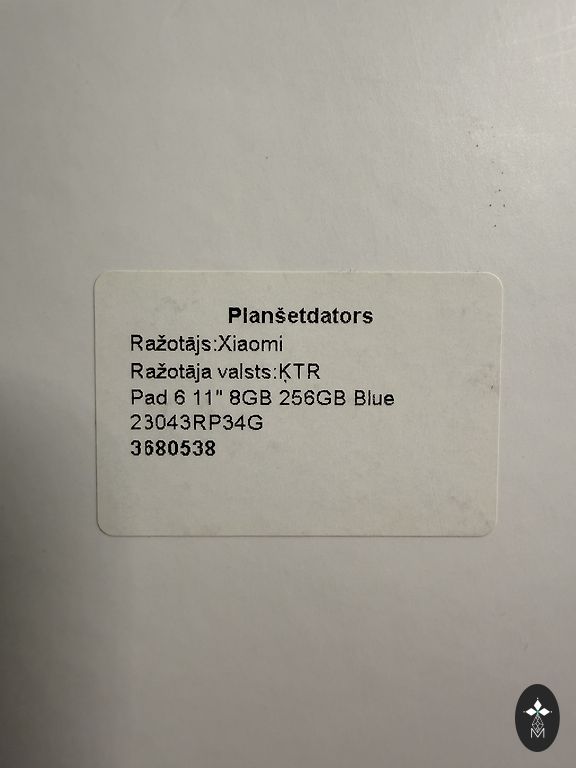 Planšetdators
Ražotājs:Xiaomi
Ražotāja valsts:ĶTR
Pad 6 11" 8GB 256GB Blue
23043RP34G
3680538
M